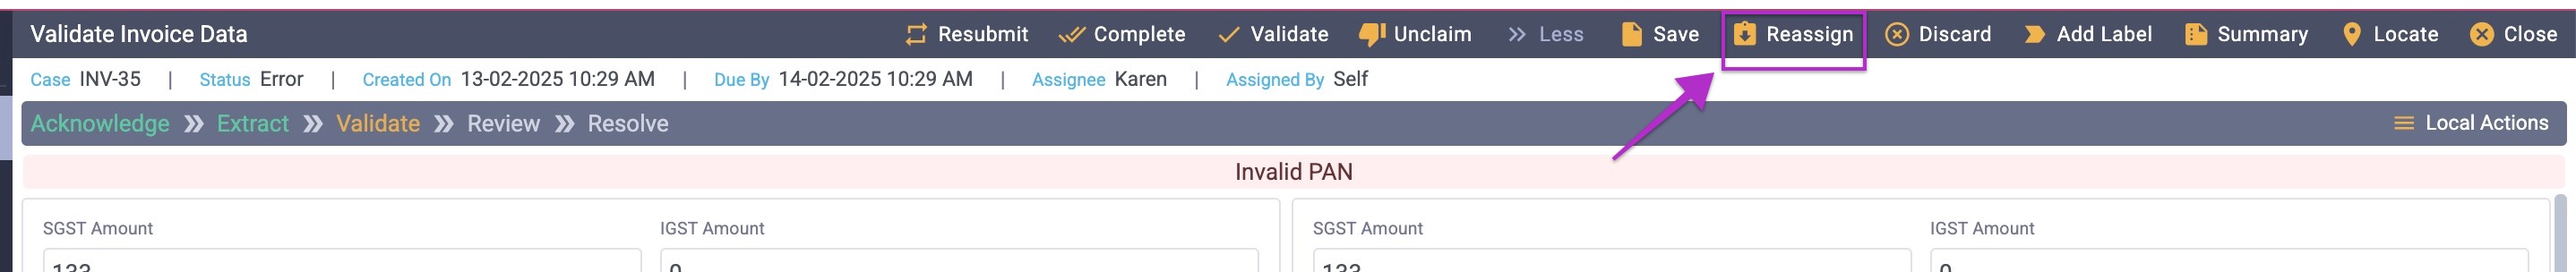 Validate Invoice Data Resubmit Complete Validate Unclaim Less Save Reassign Discard Add Label Summary Locate Close
Case INV-35 | Status Error | Created On 13-02-2025 10:29 AM | Due By 14-02-2025 10:29 AM | Assignee Karen | Assigned By Self
Acknowledge Extract Validate Review Resolve Local Actions
Invalid PAN
SGST Amount IGST Amount SGST Amount IGST Amount
133 0 133 0